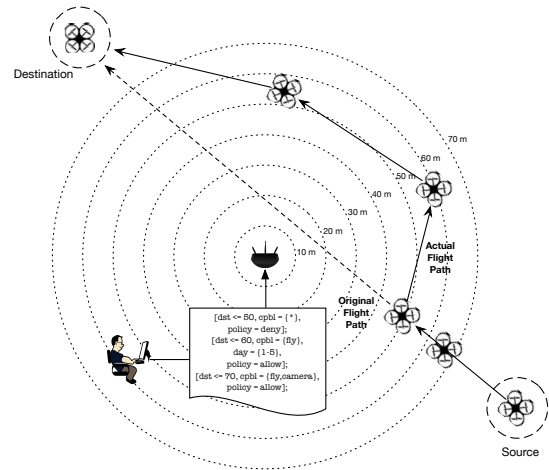 Destination
70 m
60 m
50 m
40 m
30 m
20 m
10 m
Actual
Flight
Path
Original
Flight
Path
[dst <= 50, cpbl = {*},
policy = deny];
[dst <= 60, cpbl = {fly},
day = {1-5},
policy = allow];
[dst <= 70, cpbl = {fly,camera},
policy = allow];
Source